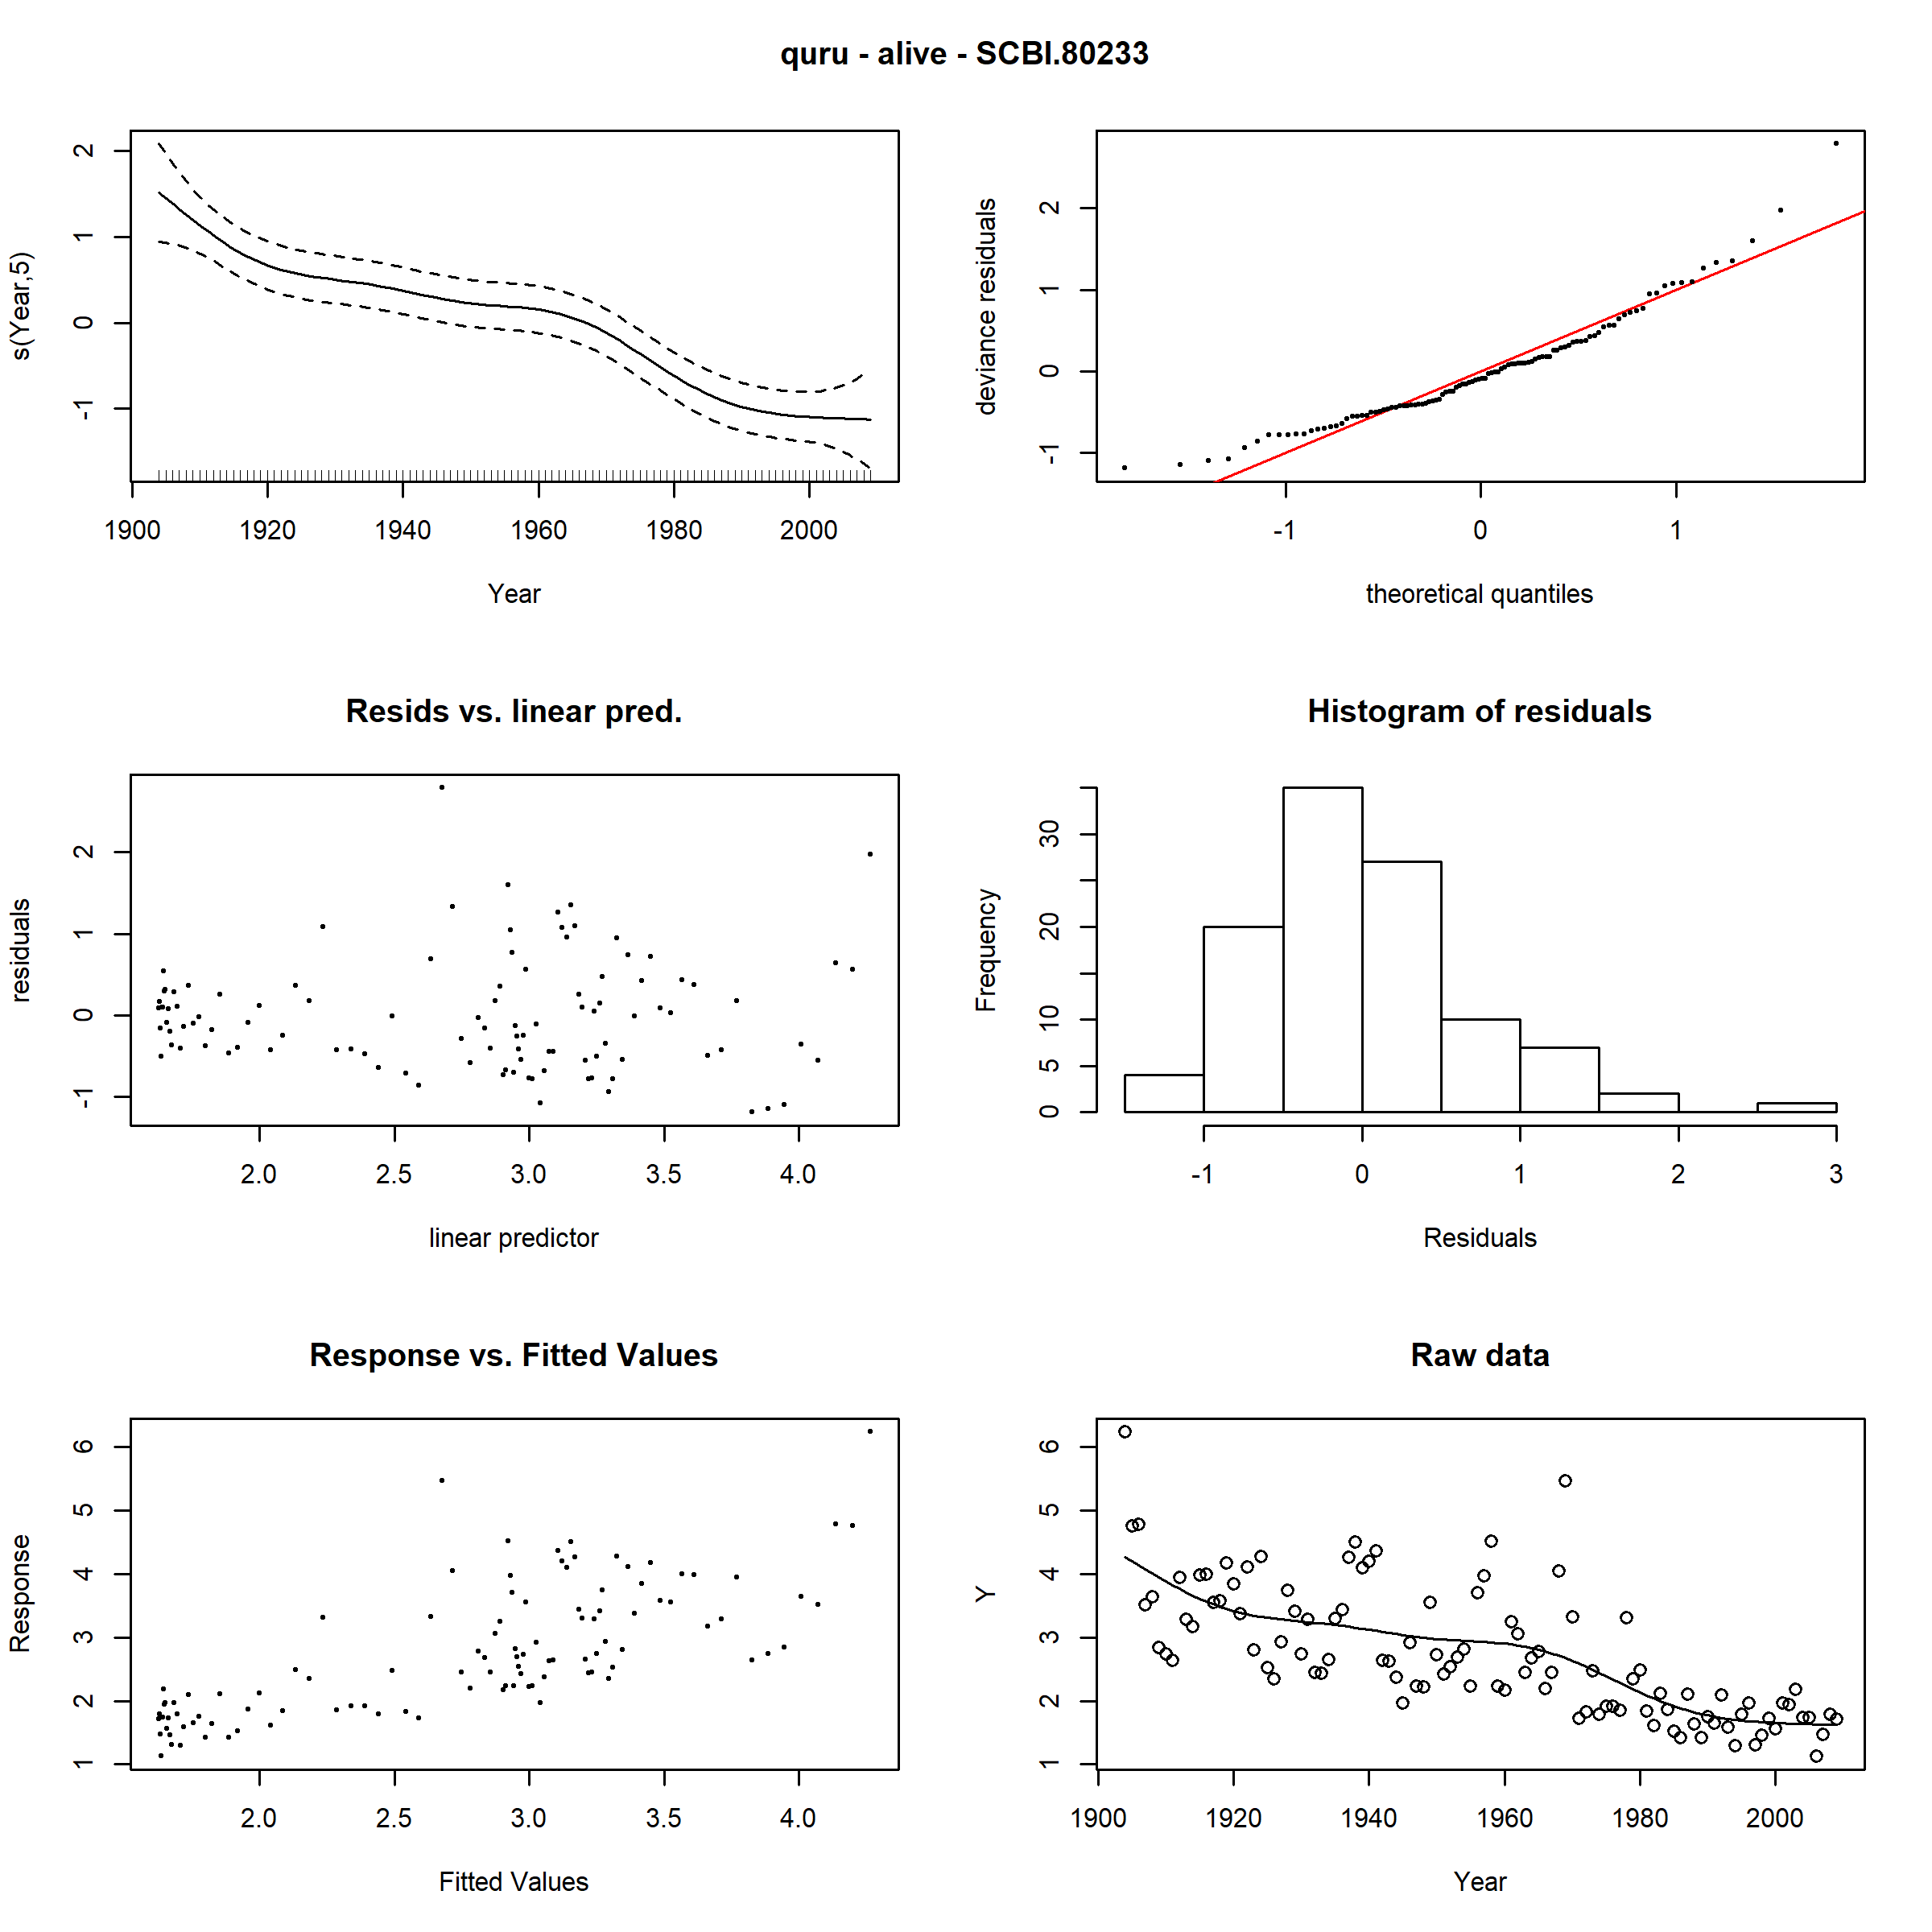 quru - alive - SCBI.80233
s(Year,5)
2
1
0
-1
1900 1920 1940 1960 1980 2000
Year
deviance residuals
2
1
0
-1
-1 0 1
theoretical quantiles
Resids vs. linear pred.
residuals
2
1
0
-1
2.0 2.5 3.0 3.5 4.0
linear predictor
Histogram of residuals
Frequency
30
20
10
5
0
-1 0 1 2 3
Residuals
Response vs. Fitted Values
Response
6
5
4
3
2
1
2.0 2.5 3.0 3.5 4.0
Fitted Values
Raw data
Y
6
5
4
3
2
1
1900 1920 1940 1960 1980 2000
Year